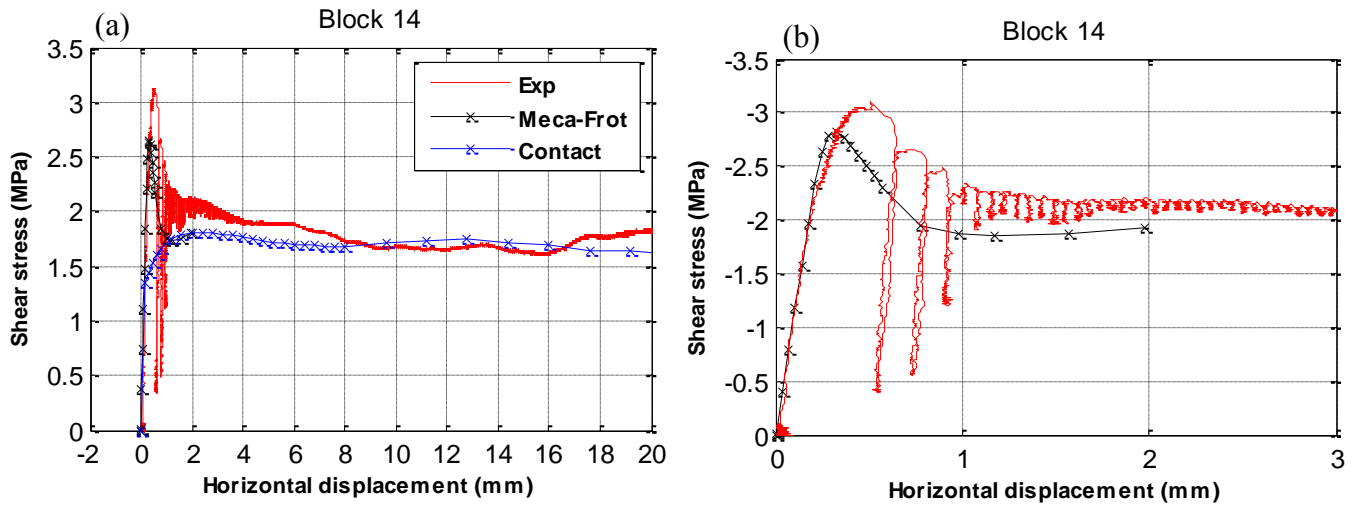 (a)
Block 14
3.5
3
2.5
2
1.5
1
0.5
0
-2 0 2 4 6 8 10 12 14 16 18 20
Shear stress (MPa)
Horizontal displacement (mm)
Exp
Meca-Frot
Contact
(b)
Block 14
-3.5
-3
-2.5
-2
-1.5
-1
-0.5
0
0 1 2 3
Shear stress (MPa)
Horizontal displacement (mm)